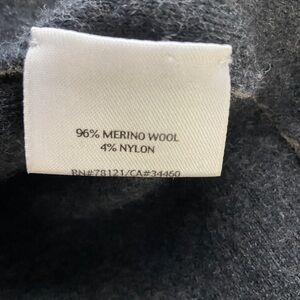 96% MERINO WOOL
4% NYLON
RN#78121/CA#34460